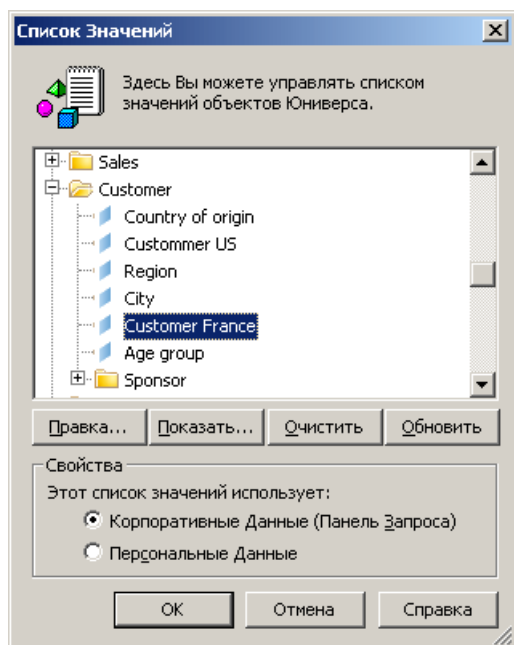 Список Значений
Здесь Вы можете управлять списком
значений объектов Юниверса.
Sales
Customer
Country of origin
Custommer US
Region
City
Customer France
Age group
Sponsor
Правка... Показать... Очистить Обновить
Свойства
Этот список значений использует:
Корпоративные Данные (Панель Запроса)
Персональные Данные
OK Отмена Справка